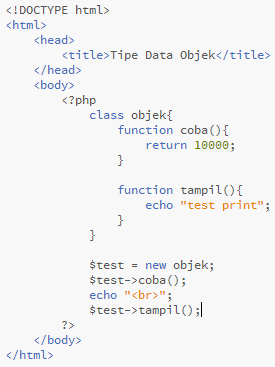 <!DOCTYPE html>
<html>
    <head>
        <title>Tipe Data Objek</title>
    </head>
    <body>
        <?php
            class objek{
                function coba(){
                    return 10000;
                }

                function tampil(){
                    echo "test print";
                }
            }

            $test = new objek;
            $test->coba();
            echo "<br>";
            $test->tampil();
        ?>
    </body>
</html>